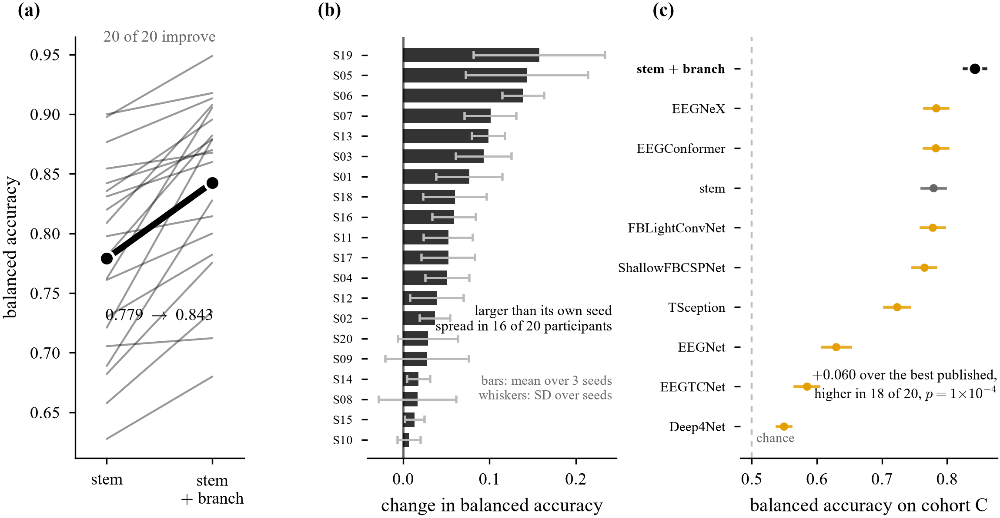 (a)
20 of 20 improve
0.95
0.90
0.85
0.80
0.75
0.70
0.65
balanced accuracy
0.779 → 0.843
stem
stem
+ branch
(b)
S19
S05
S06
S07
S13
S03
S01
S18
S16
S11
S17
S04
S12
S02
S20
S09
S14
S08
S15
S10
larger than its own seed
spread in 16 of 20 participants
bars: mean over 3 seeds
whiskers: SD over seeds
0.0
0.1
0.2
change in balanced accuracy
(c)
stem + branch
EEGNeX
EEGConformer
stem
FBLightConvNet
ShallowFBCSPNet
TSception
EEGNet
EEGTCNet
Deep4Net
+0.060 over the best published,
higher in 18 of 20, p = 1×10⁻⁴
chance
0.5
0.6
0.7
0.8
balanced accuracy on cohort C